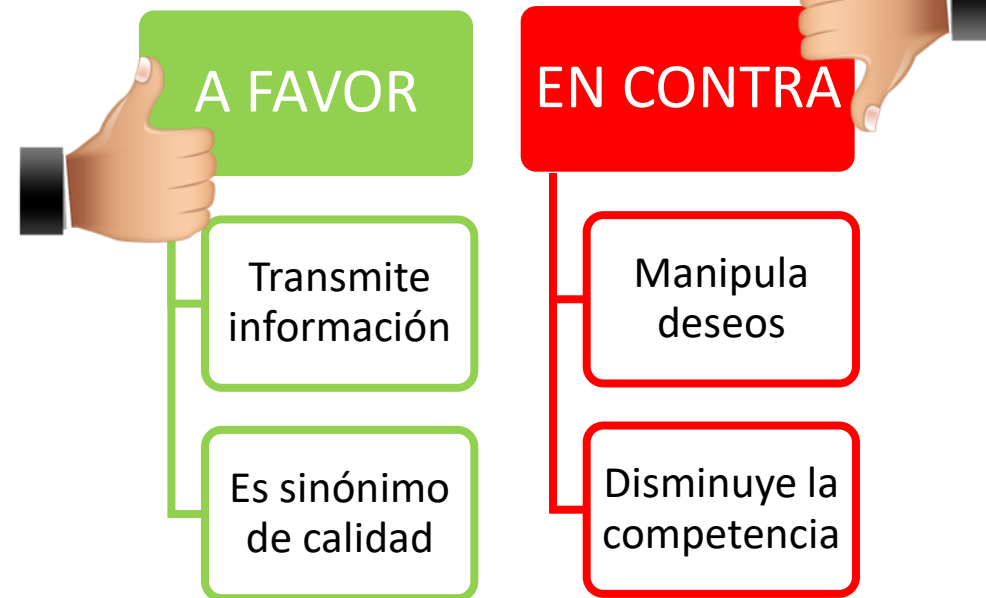 A FAVOR
Transmite
información
Es sinónimo
de calidad
EN CONTRA
Manipula
deseos
Disminuye la
competencia